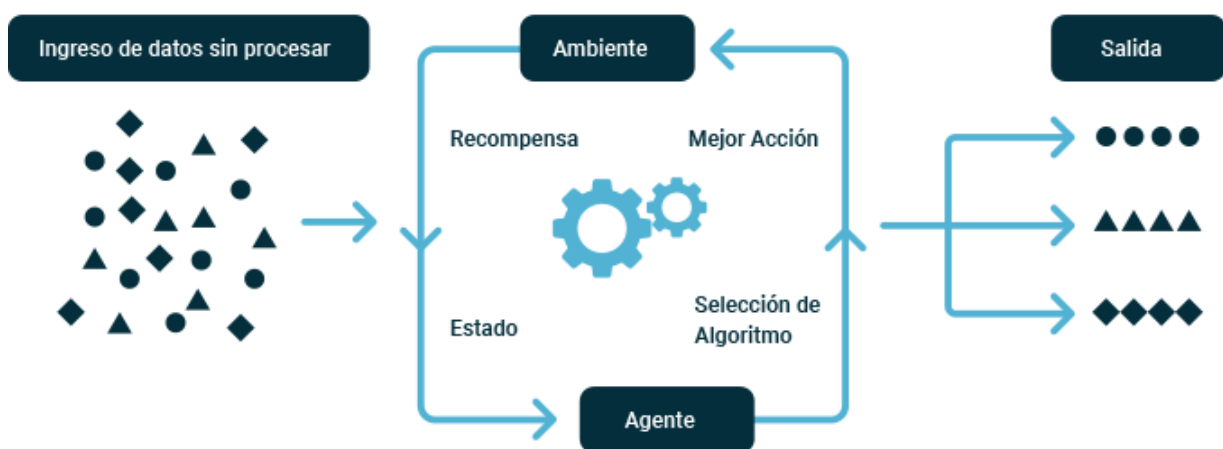 Ingreso de datos sin procesar
Ambiente
Salida
Recompensa
Mejor Acción
Estado
Selección de
Algoritmo
Agente